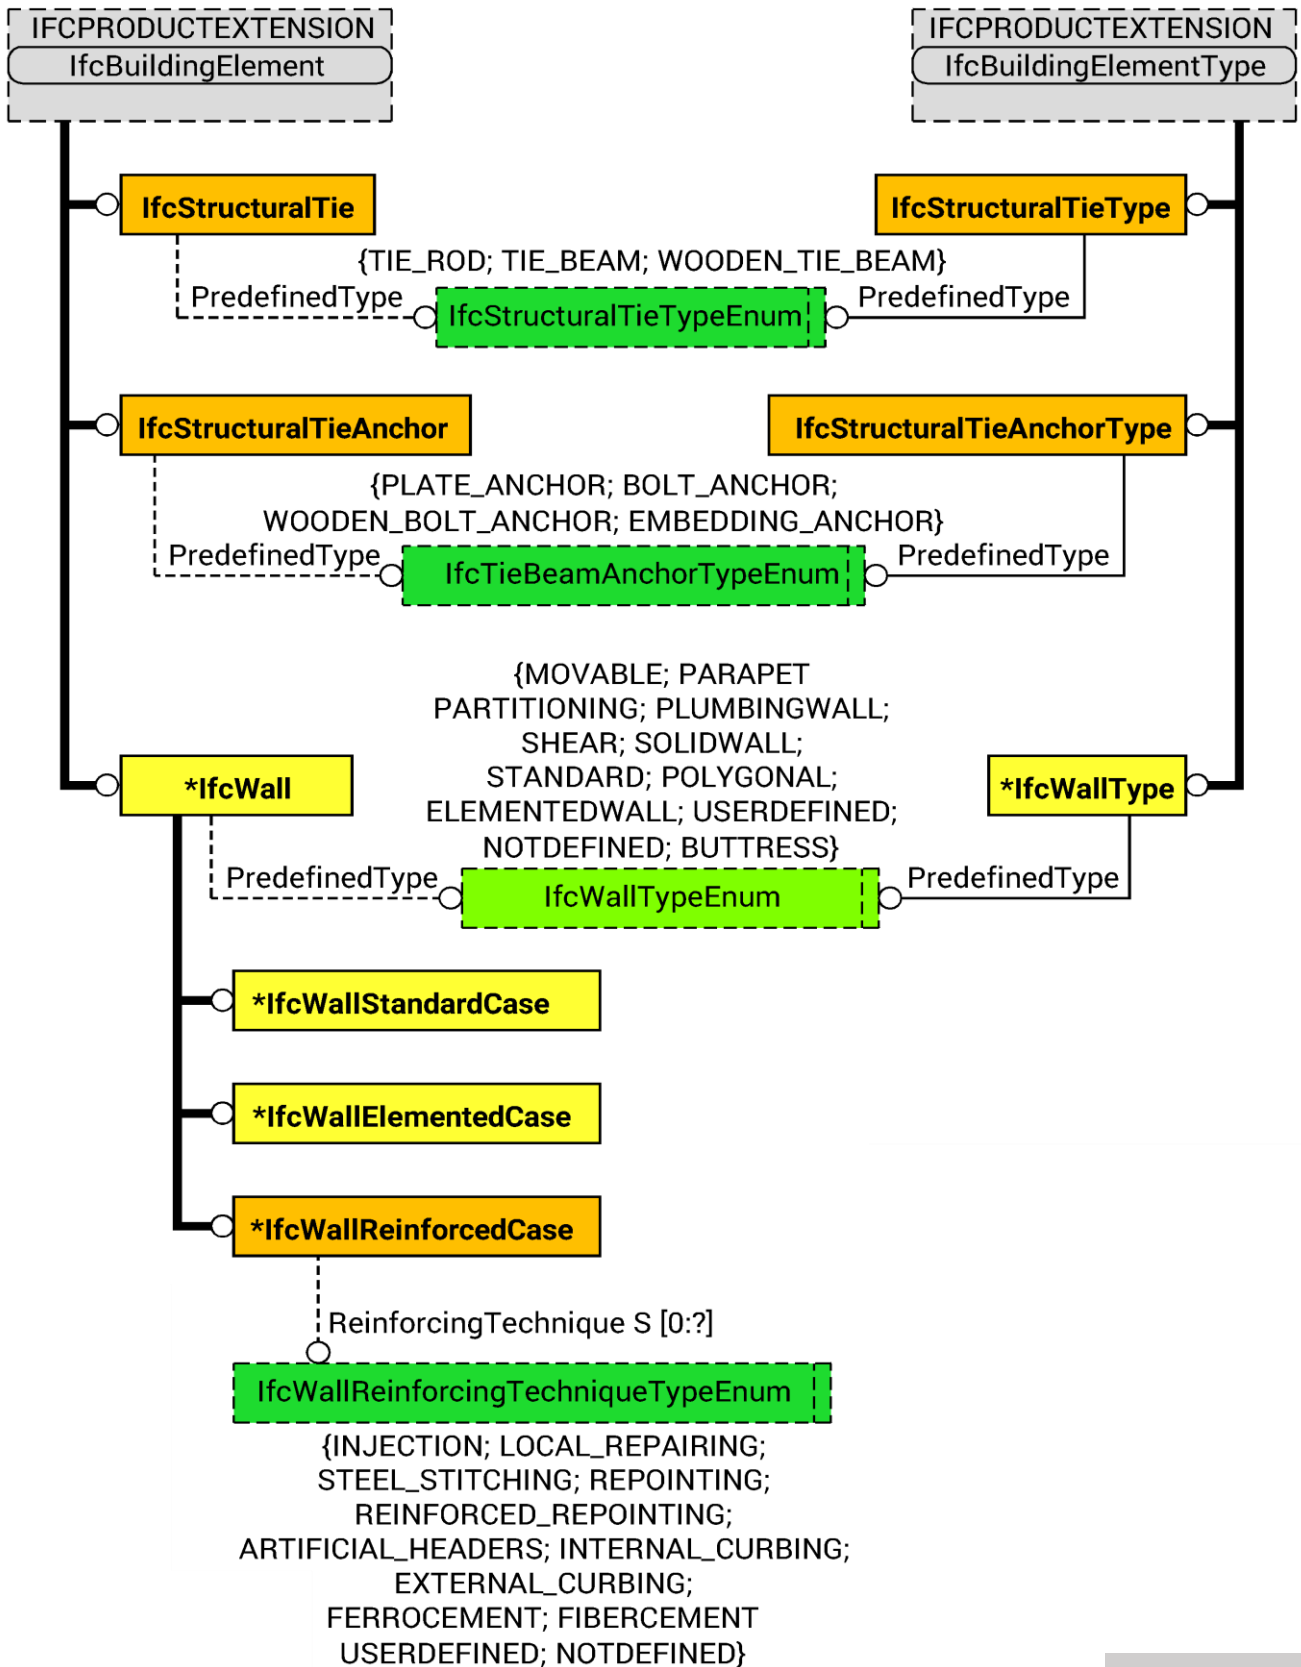 IFCPRODUCTEXTENSION
IfcBuildingElement
IFCPRODUCTEXTENSION
IfcBuildingElementType
IfcStructuralTie
IfcStructuralTieType
{TIE_ROD; TIE_BEAM; WOODEN_TIE_BEAM}
PredefinedType
IfcStructuralTieTypeEnum
PredefinedType
IfcStructuralTieAnchor
IfcStructuralTieAnchorType
{PLATE_ANCHOR; BOLT_ANCHOR;
WOODEN_BOLT_ANCHOR; EMBEDDING_ANCHOR}
PredefinedType
IfcTieBeamAnchorTypeEnum
PredefinedType
{MOVABLE; PARAPET
PARTITIONING; PLUMBINGWALL;
SHEAR; SOLIDWALL;
STANDARD; POLYGONAL;
ELEMENTEDWALL; USERDEFINED;
NOTDEFINED; BUTTRESS}
*IfcWall
*IfcWallType
PredefinedType
IfcWallTypeEnum
PredefinedType
*IfcWallStandardCase
*IfcWallElementedCase
*IfcWallReinforcedCase
ReinforcingTechnique S [0:?]
IfcWallReinforcingTechniqueTypeEnum
{INJECTION; LOCAL_REPAIRING;
STEEL_STITCHING; REPOINTING;
REINFORCED_REPOINTING;
ARTIFICIAL_HEADERS; INTERNAL_CURBING;
EXTERNAL_CURBING;
FERROCEMENT; FIBERCEMENT
USERDEFINED; NOTDEFINED}